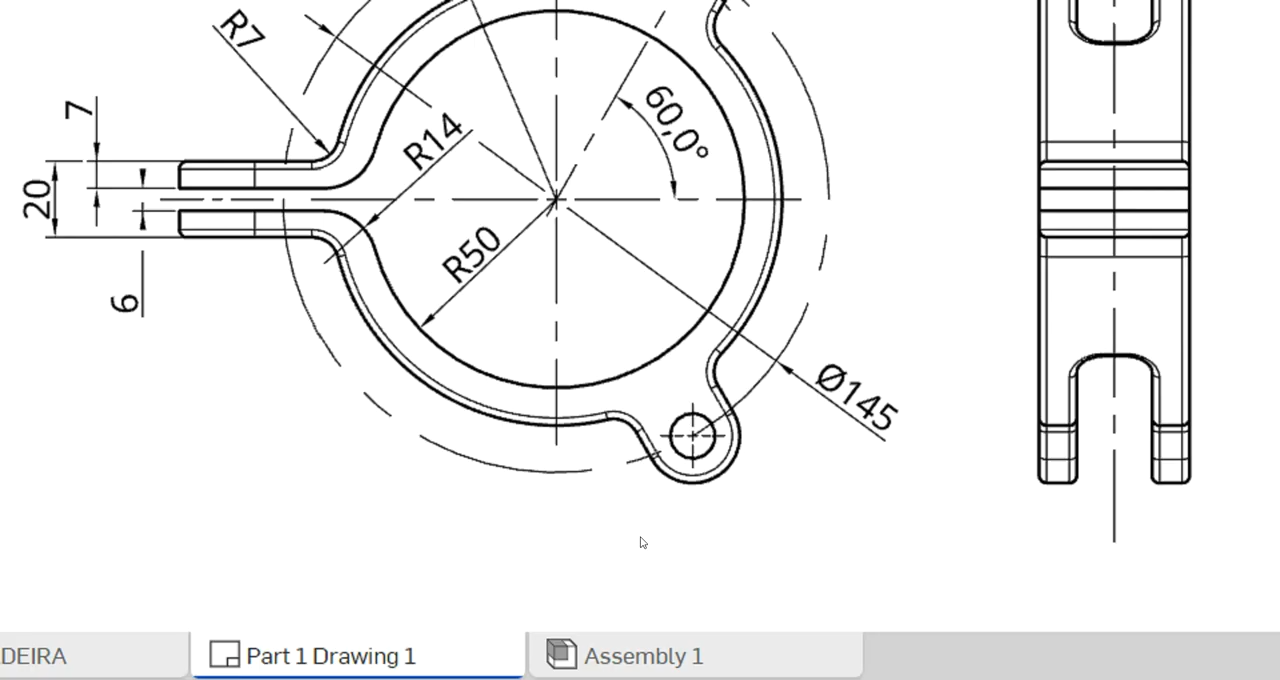 R7
7
60,0°
R14
20
R50
6
Ø145
DEIRA
Part 1 Drawing 1
Assembly 1